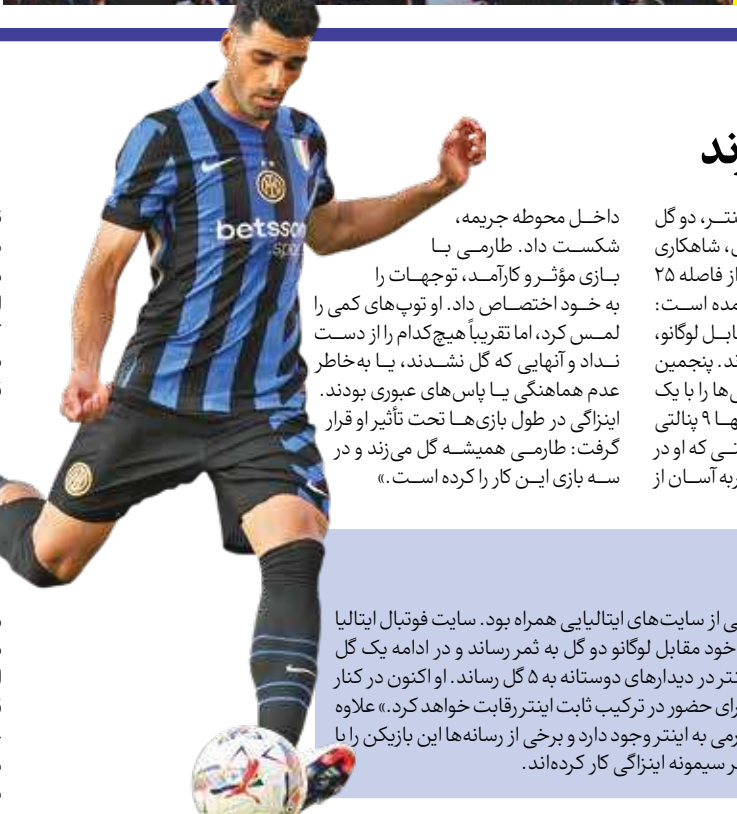 نتـر، دو گل
شاهکاری
از فاصله ۲۵
مده اسـت:
ابـل لوگانو،
ند. پنجمین
ها را با یک
هـا ۹ پنالتی
ـی که او در
ربه آسـان از
داخـل محوطه جریمه،
شکسـت داد. طارمـی بـا
بـازی مؤثـر و کارآمـد، توجهـات را
به خـود اختصـاص داد. او توپ‌های کمی را
لمـس کرد، اما تقریباً هیچ‌کدام را از دسـت
نـداد و آنهایی که گل نشـدند، یـا به‌خاطر
عدم هماهنگی یـا پاس‌های عبوری بودند.
اینزاگی در طول بازی‌هـا تحت تأثیر او قرار
گرفت: طارمـی همیشـه گل می‌زند و در
سـه بازی ایـن کار را کرده اسـت.»
betsson
.sport
ی از سایت‌های ایتالیایی همراه بود. سایت فوتبال ایتالیا
خود مقابل لوگانو دو گل به ثمر رساند و در ادامه یک گل
نتر در دیدارهای دوستانه به ۵ گل رساند. او اکنون در کنار
رای حضور در ترکیب ثابت اینتر رقابت خواهد کرد.» علاوه
رمی به اینتر وجود دارد و برخی از رسانه‌ها این بازیکن را با
ر سیمونه اینزاگی کار کرده‌اند.